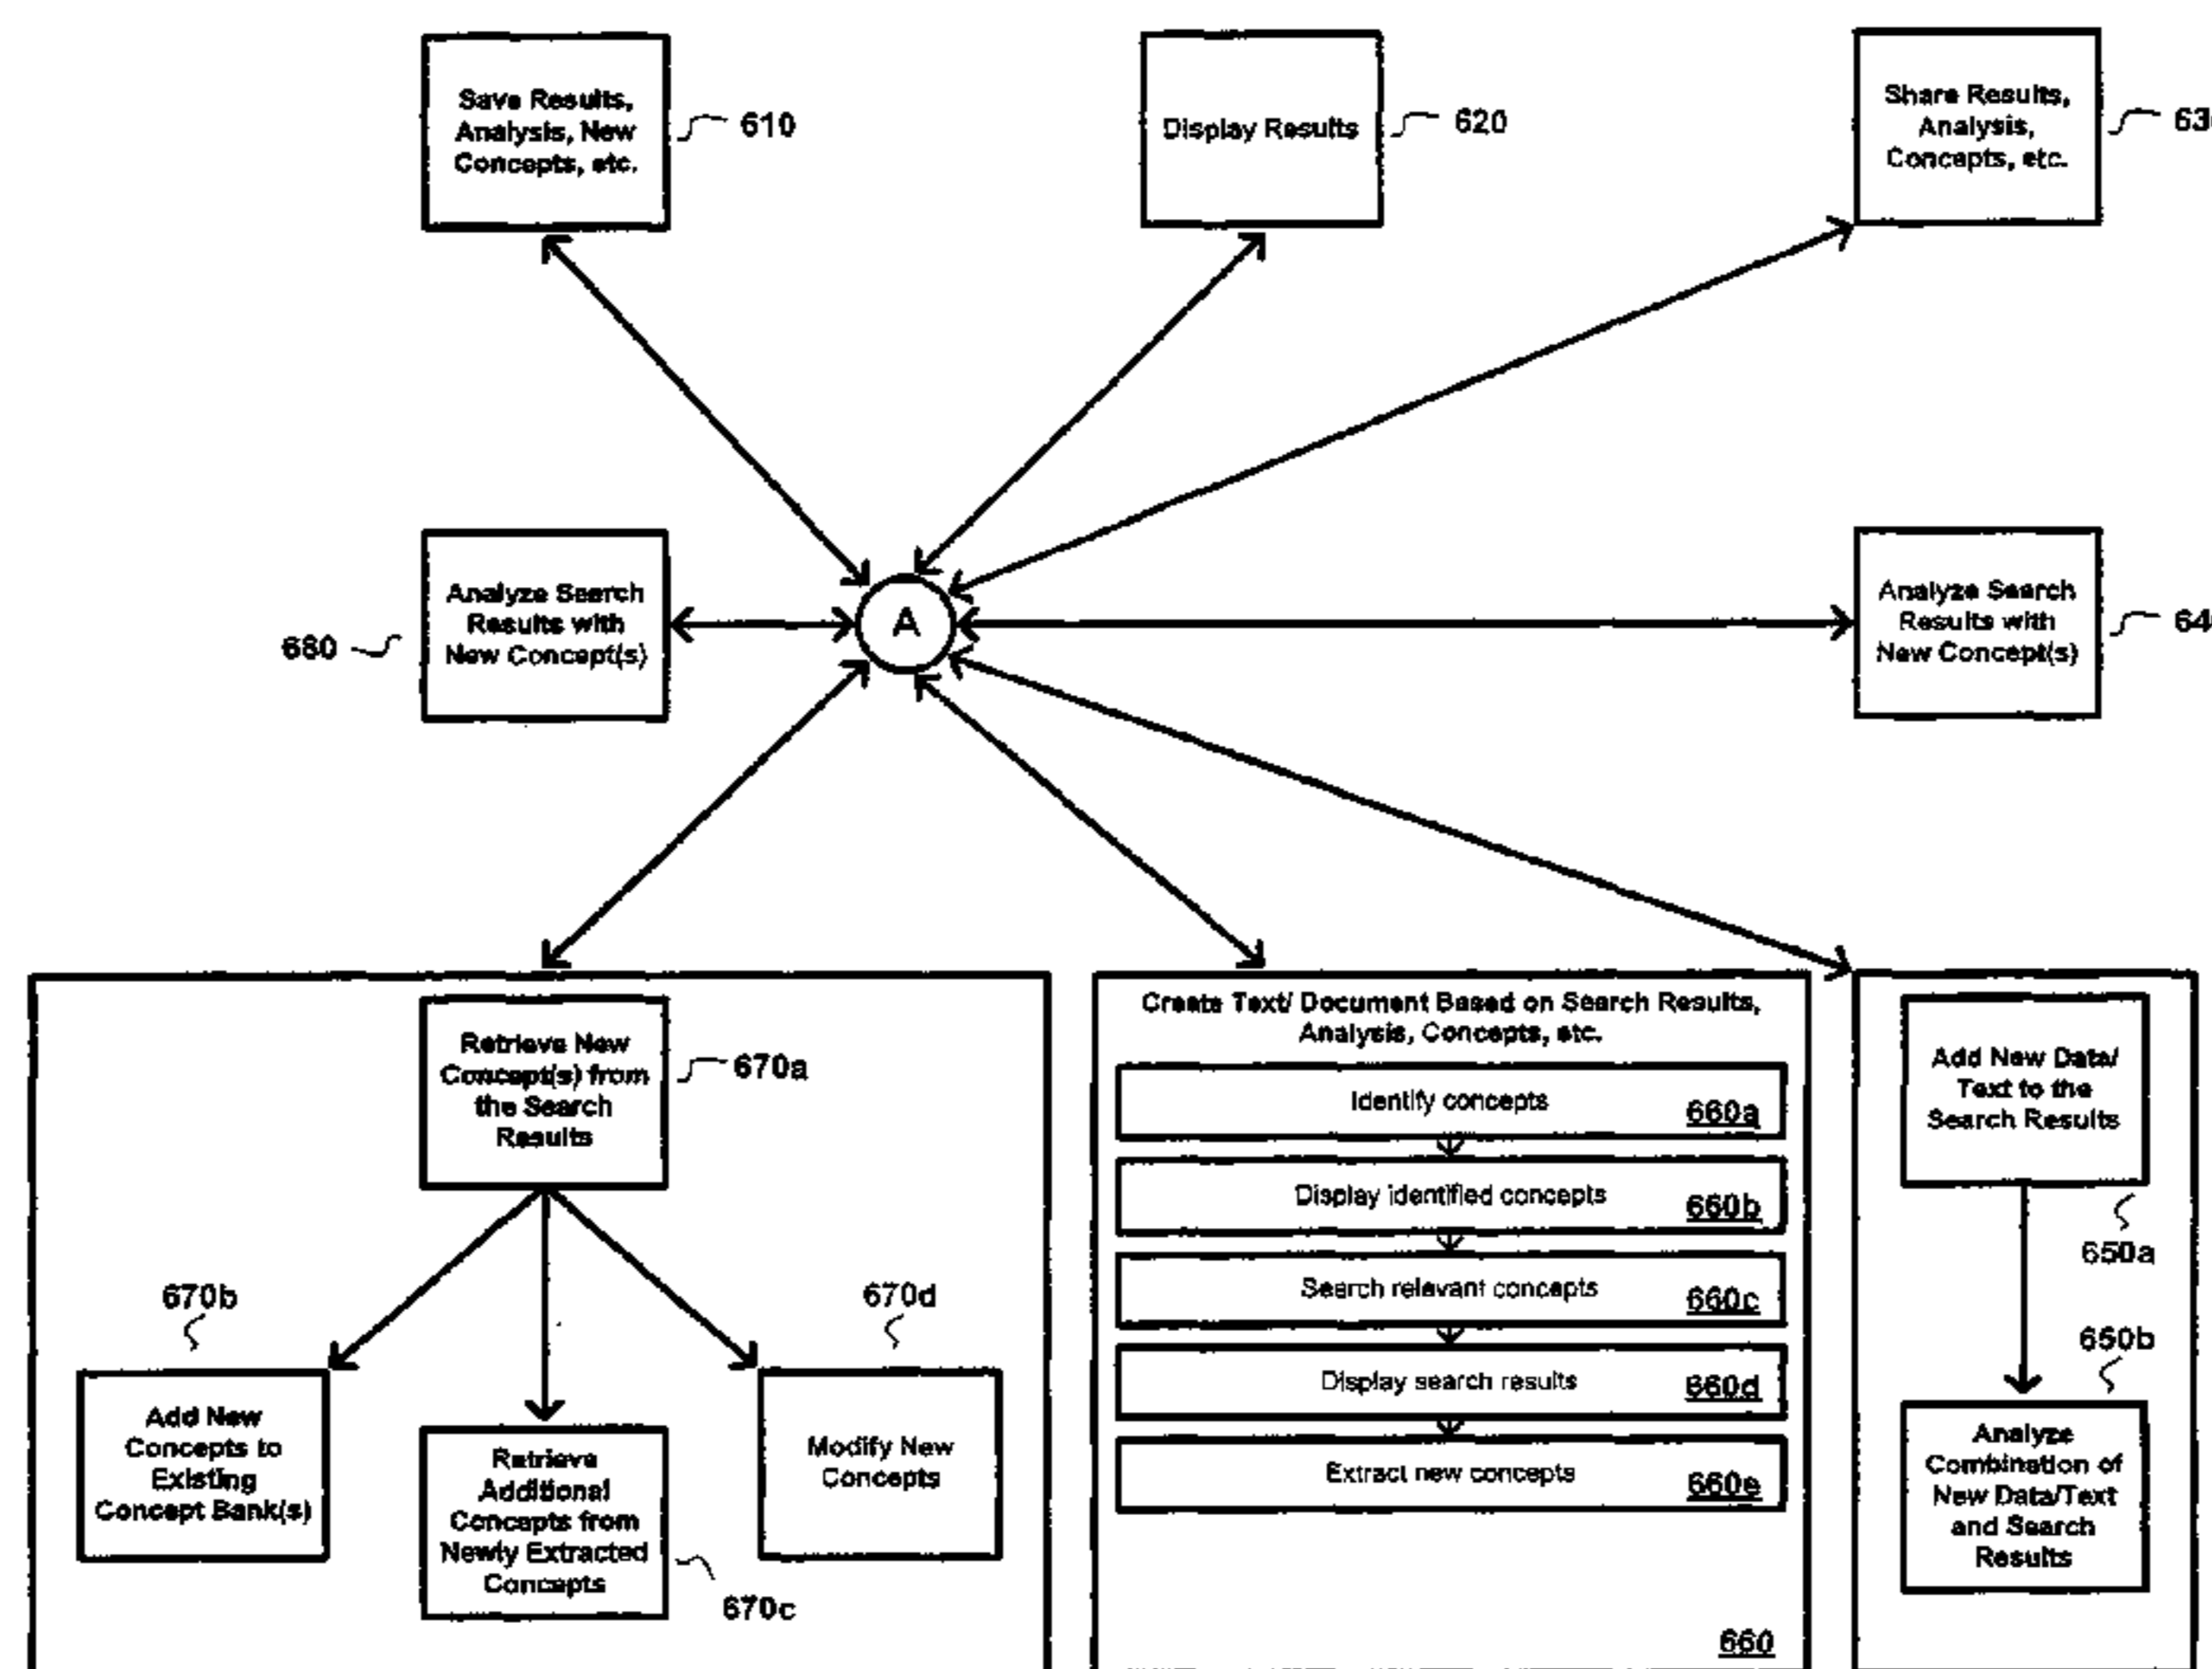 Save Results,
Analysis, New
Concepts, etc.
610
Display Results
620
Share Results,
Analysis,
Concepts, etc.
63
Analyze Search
Results with
New Concept(s)
680
A
Analyze Search
Results with
New Concept(s)
64
Retrieve New
Concept(s) from
the Search
Results
670a
670b
Add New
Concepts to
Existing
Concept Bank(s)
Retrieve
Additional
Concepts from
Newly Extracted
Concepts
670c
670d
Modify New
Concepts
Create Text/ Document Based on Search Results,
Analysis, Concepts, etc.
Identify concepts 660a
Display identified concepts 660b
Search relevant concepts 660c
Display search results 660d
Extract new concepts 660e
660
Add New Data/
Text to the
Search Results
650a
650b
Analyze
Combination of
New Data/Text
and Search
Results